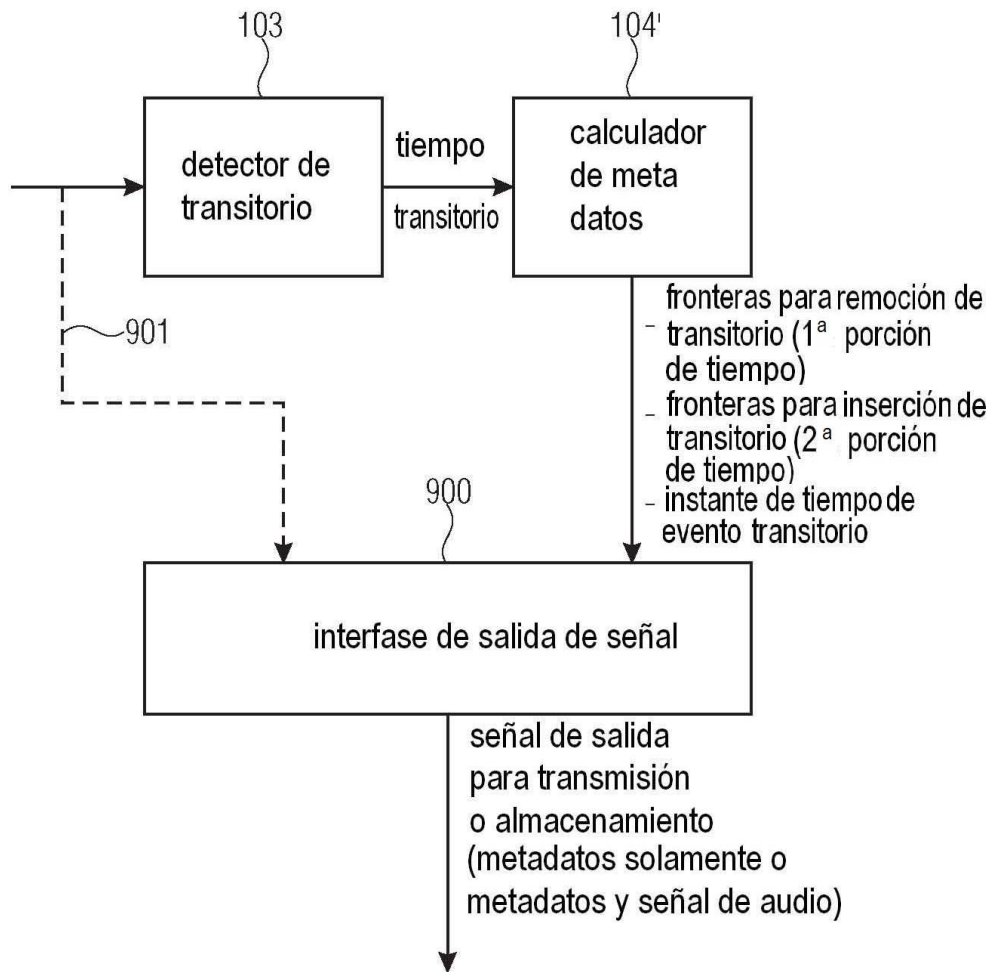 103
104'
detector de
transitorio
tiempo
transitorio
calculador
de meta
datos
901
fronteras para remoción de
- transitorio (1ª porción
de tiempo)
- fronteras para inserción de
transitorio (2ª porción
de tiempo)
- instante de tiempo de
evento transitorio
900
interfase de salida de señal
señal de salida
para transmisión
o almacenamiento
(metadatos solamente o
metadatos y señal de audio)